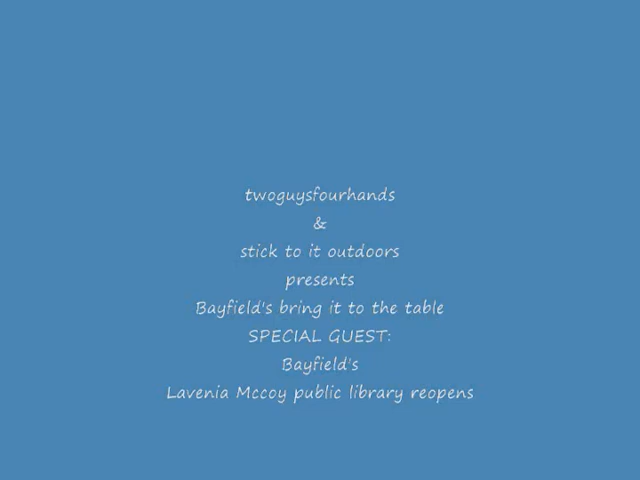 twoguysfourhands
&
stick to it outdoors
presents
Bayfield's bring it to the table
SPECIAL GUEST:
Bayfield's
Lavenia Mccoy public library reopens